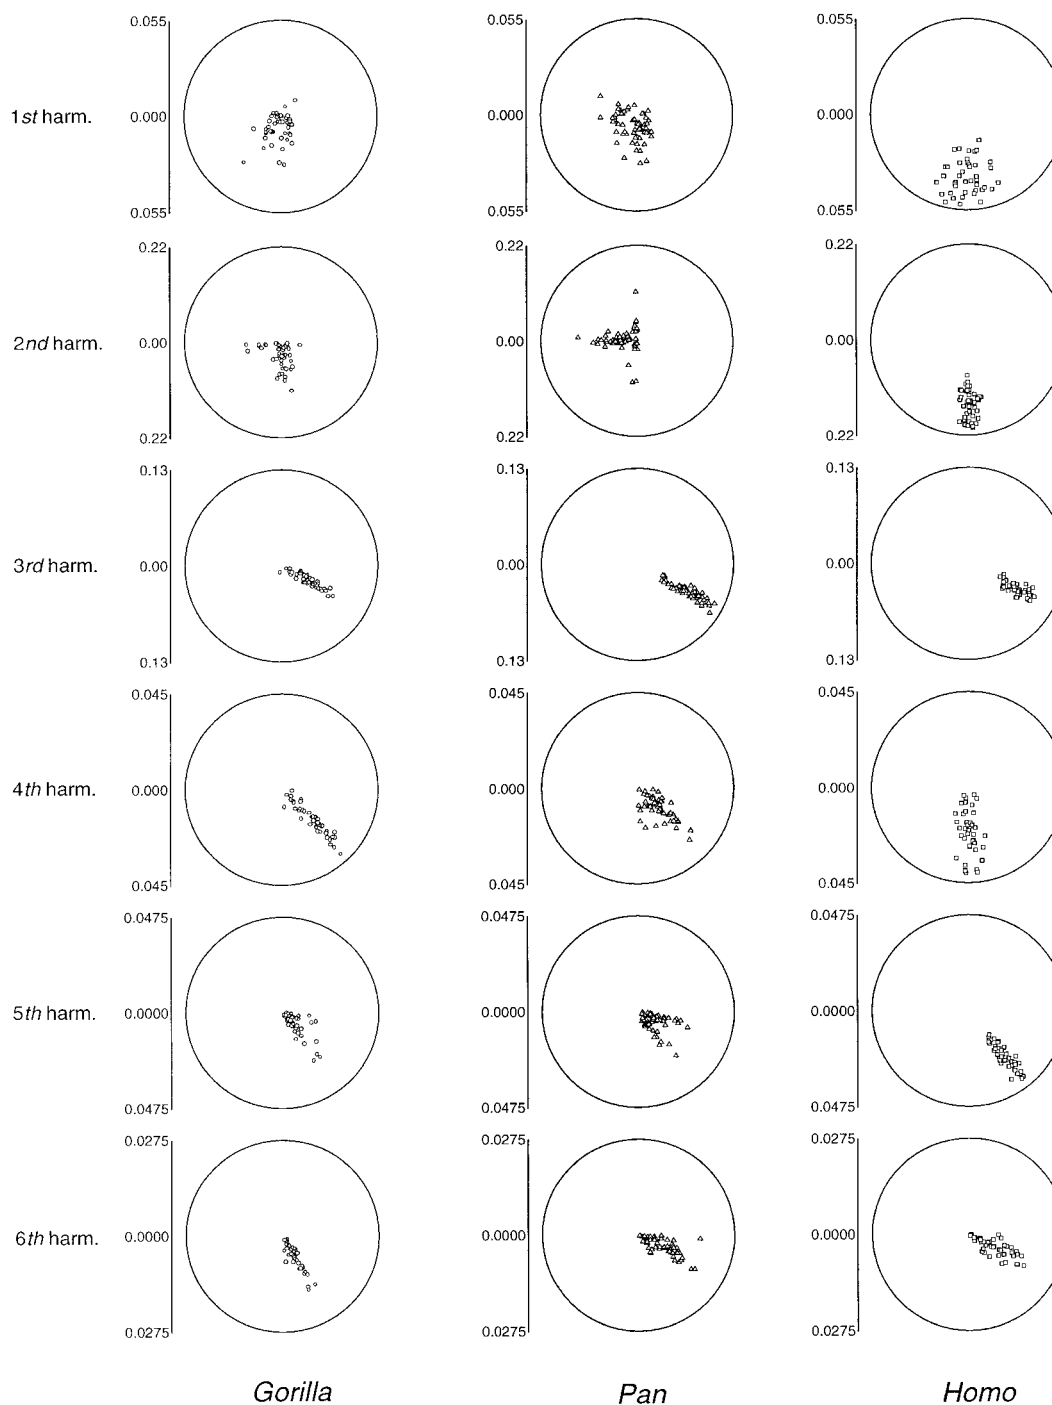 0.055 0.055 0.055
1st harm. 0.000 0.000 0.000
0.055 0.055 0.055
0.22 0.22 0.22
2nd harm. 0.00 0.00 0.00
0.22 0.22 0.22
0.13 0.13 0.13
3rd harm. 0.00 0.00 0.00
0.13 0.13 0.13
0.045 0.045 0.045
4th harm. 0.000 0.000 0.000
0.045 0.045 0.045
0.0475 0.0475 0.0475
5th harm. 0.0000 0.0000 0.0000
0.0475 0.0475 0.0475
0.0275 0.0275 0.0275
6th harm. 0.0000 0.0000 0.0000
0.0275 0.0275 0.0275
Gorilla Pan Homo